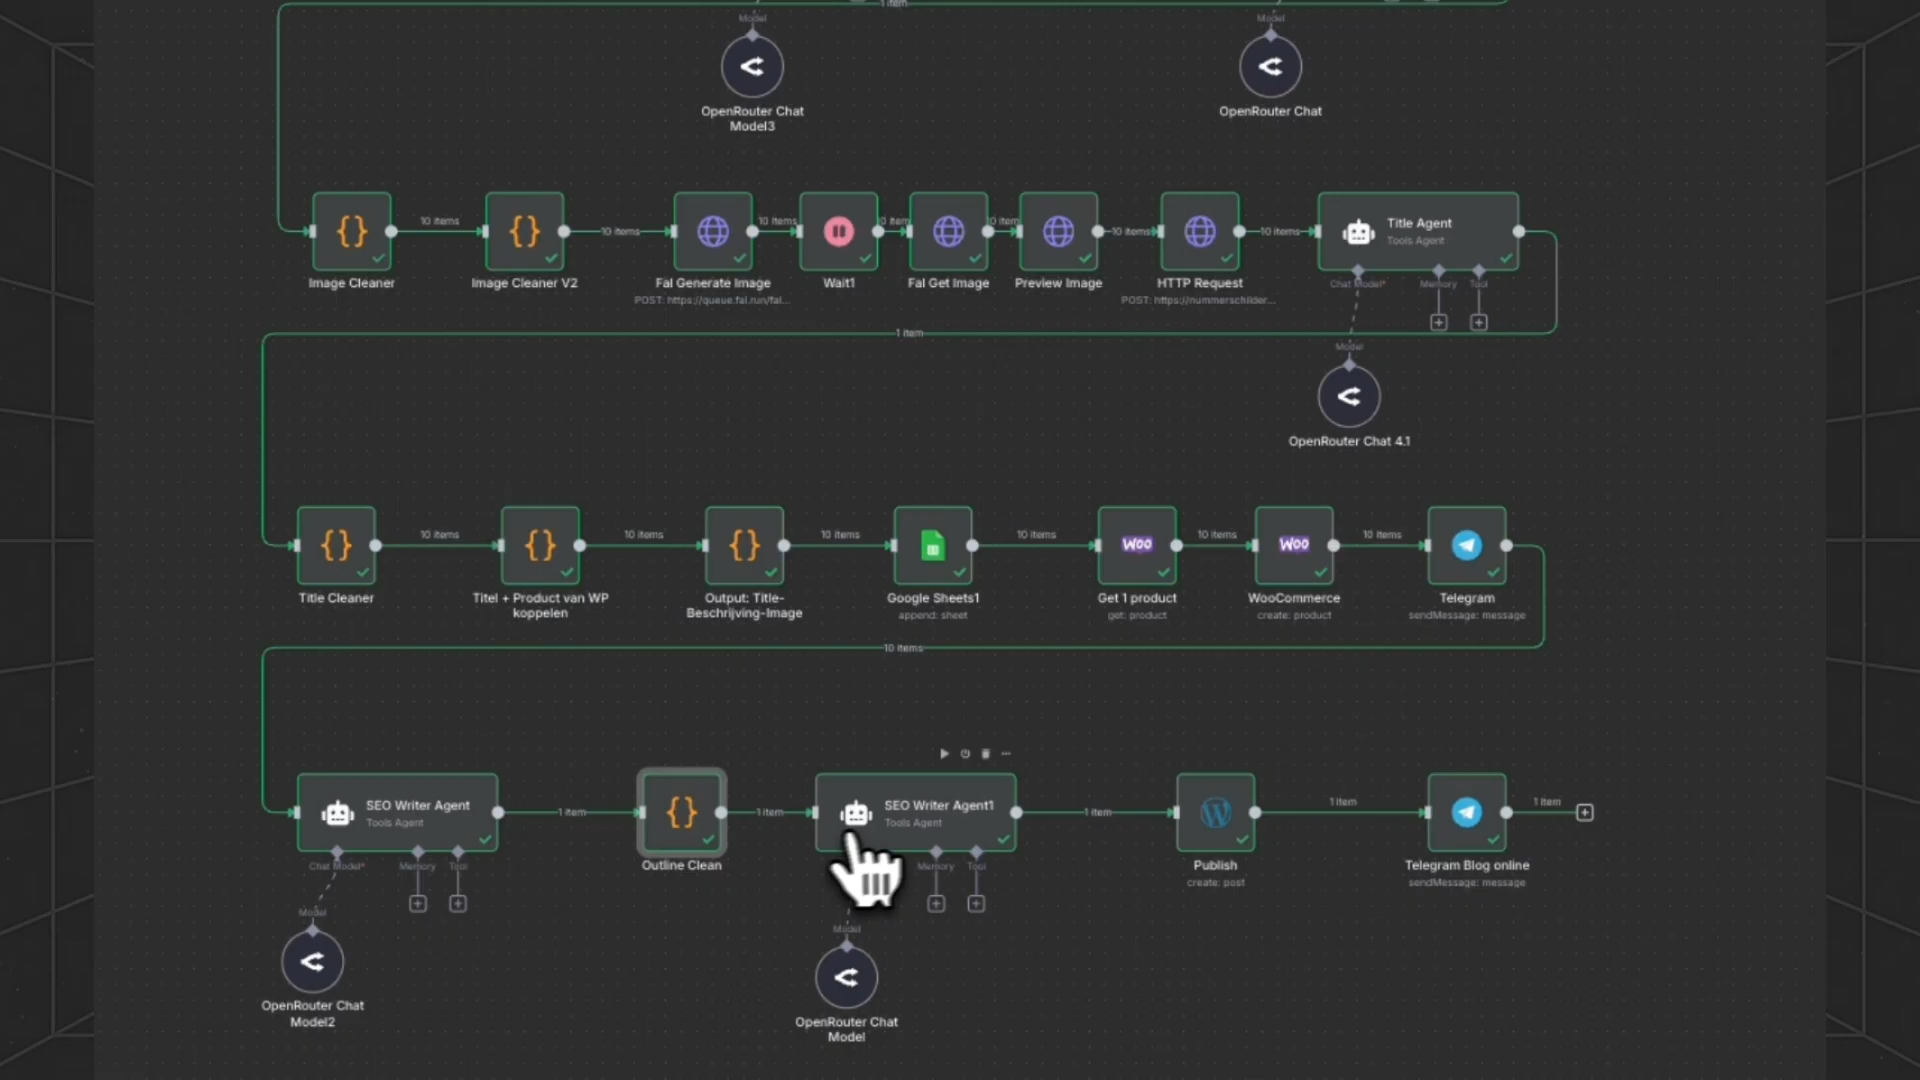 1 item
Model
Model
OpenRouter Chat
Model3
OpenRouter Chat
10 items
10 items
10 items
10 items
10 items
Title Agent
Tools Agent
Image Cleaner
Image Cleaner V2
Fal Generate Image
Wait1
Fal Get Image
Preview Image
HTTP Request
Chat Model*
Memory
Tool
POST: https://queue.fal.run/fal...
POST: https://nummerschilder...
1 item
Model
OpenRouter Chat 4.1
10 items
10 items
10 items
10 items
10 items
10 items
WOO
WOO
Title Cleaner
Titel + Product van WP
koppelen
Output: Title-
Beschrijving-Image
Google Sheets1
append: sheet
Get 1 product
get: product
WooCommerce
create: product
Telegram
sendMessage: message
10 items
SEO Writer Agent
Tools Agent
1 item
1 item
SEO Writer Agent1
Tools Agent
1 item
1 item
1 item
Chat Model*
Memory
Tool
Outline Clean
Memory
Tool
Publish
create: post
Telegram Blog online
sendMessage: message
Model
Model
OpenRouter Chat
Model2
OpenRouter Chat
Model